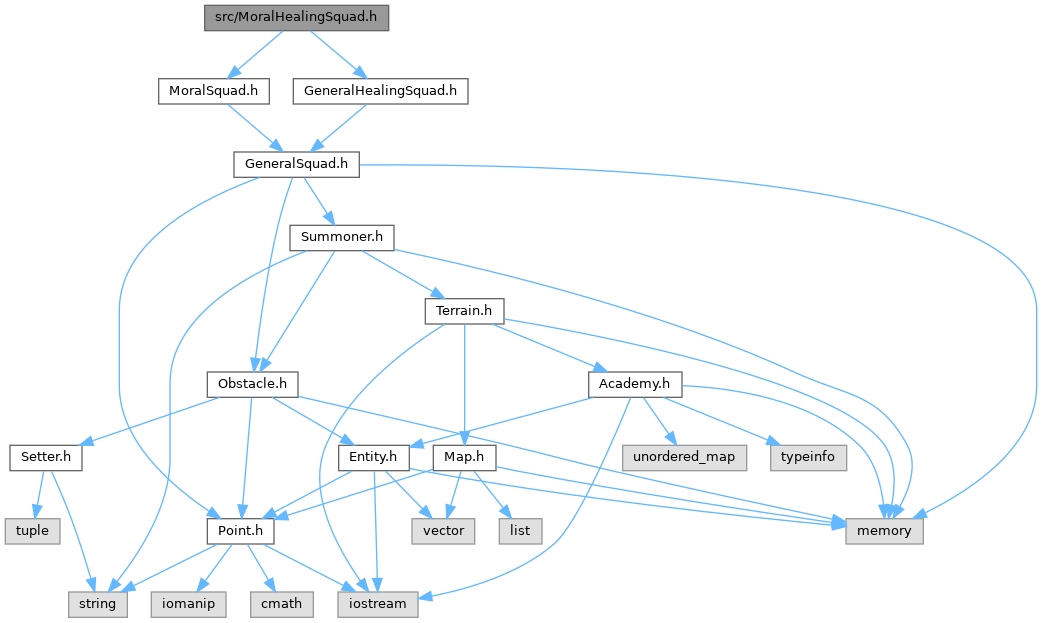 src/MoralHealingSquad.h
MoralSquad.h
GeneralHealingSquad.h
GeneralSquad.h
Summoner.h
Terrain.h
Obstacle.h
Academy.h
Setter.h
Entity.h
Map.h
unordered_map
typeinfo
tuple
Point.h
vector
list
memory
string
iomanip
cmath
iostream